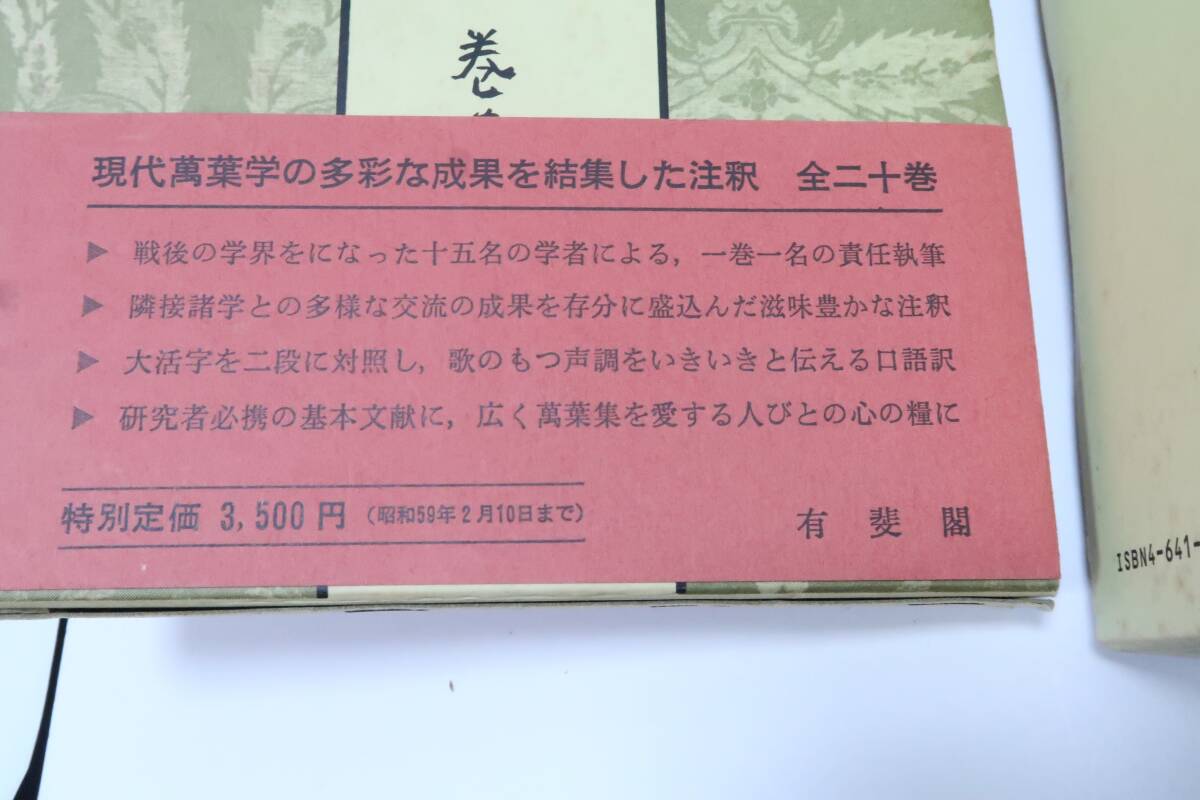 巻
現代萬葉学の多彩な成果を結集した注釈 全二十巻
▶ 戦後の学界をになった十五名の学者による，一巻一名の責任執筆
▶ 隣接諸学との多様な交流の成果を存分に盛込んだ滋味豊かな注釈
▶ 大活字を二段に対照し，歌のもつ声調をいきいきと伝える口語訳
▶ 研究者必携の基本文献に，広く萬葉集を愛する人びとの心の糧に
特別定価 3,500円 （昭和59年2月10日まで）
有斐閣
ISBN4-641-